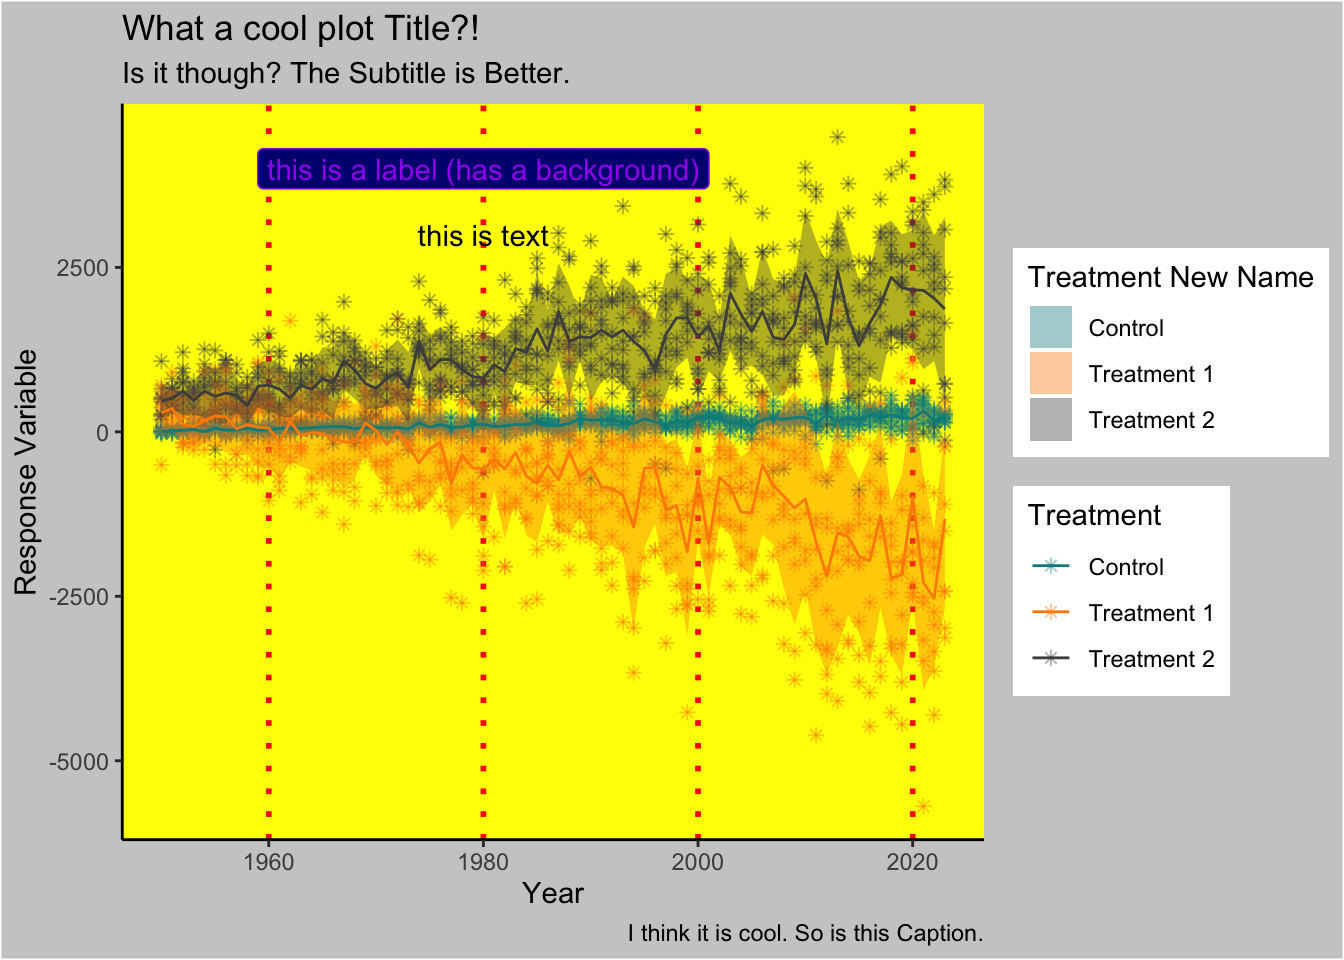 What a cool plot Title?!
Is it though? The Subtitle is Better.
this is a label (has a background)
this is text
Response Variable
2500
0
-2500
-5000
1960 1980 2000 2020
Year
I think it is cool. So is this Caption.
Treatment New Name
Control
Treatment 1
Treatment 2
Treatment
Control
Treatment 1
Treatment 2